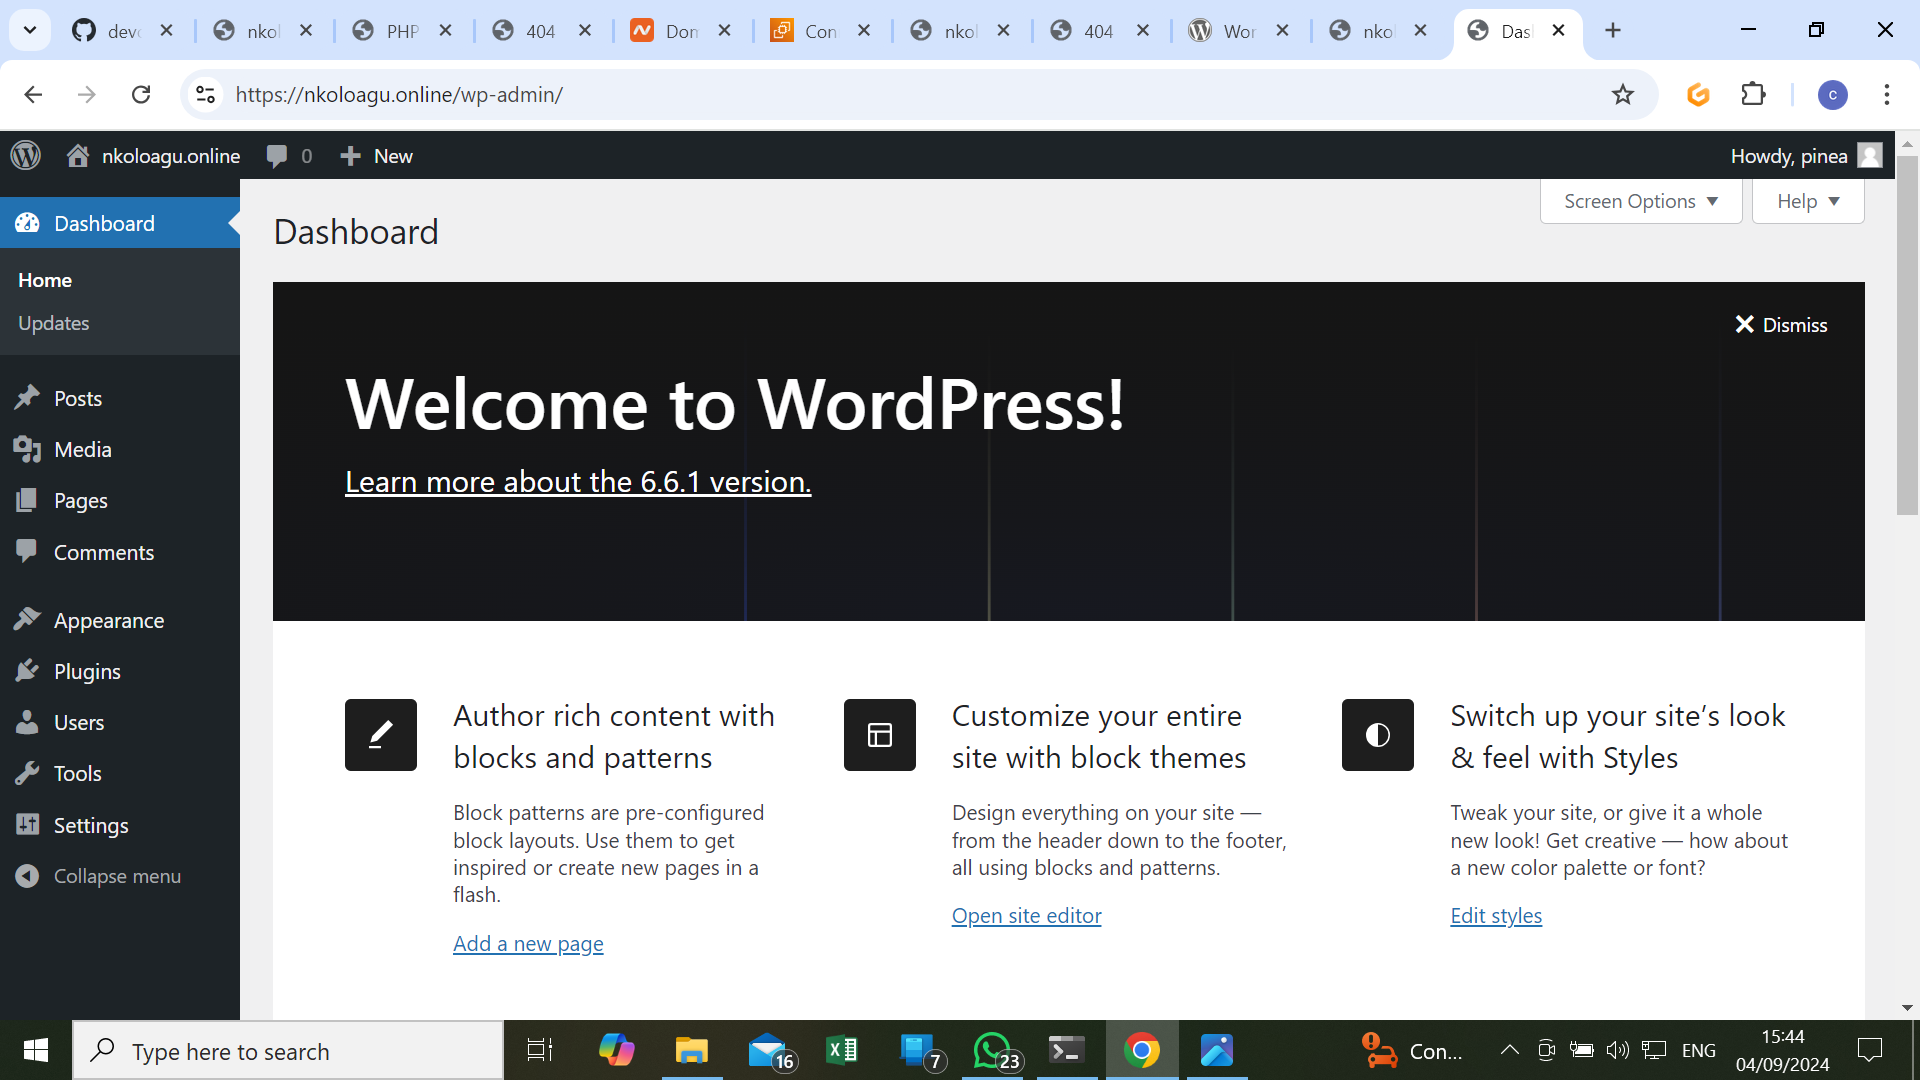 devo
nkol
PHP
404
Dom
Con
nkol
404
Wor
nkol
Das
https://nkoloagu.online/wp-admin/
c
nkoloagu.online
0
New
Howdy, pinea
Screen Options
Help
Dashboard
Home
Updates
Posts
Media
Pages
Comments
Appearance
Plugins
Users
Tools
Settings
Collapse menu
Dashboard
Dismiss
Welcome to WordPress!
Learn more about the 6.6.1 version.
Author rich content with
blocks and patterns
Block patterns are pre-configured
block layouts. Use them to get
inspired or create new pages in a
flash.
Add a new page
Customize your entire
site with block themes
Design everything on your site —
from the header down to the footer,
all using blocks and patterns.
Open site editor
Switch up your site’s look
& feel with Styles
Tweak your site, or give it a whole
new look! Get creative — how about
a new color palette or font?
Edit styles
Type here to search
16
7
23
Con...
ENG
15:44
04/09/2024